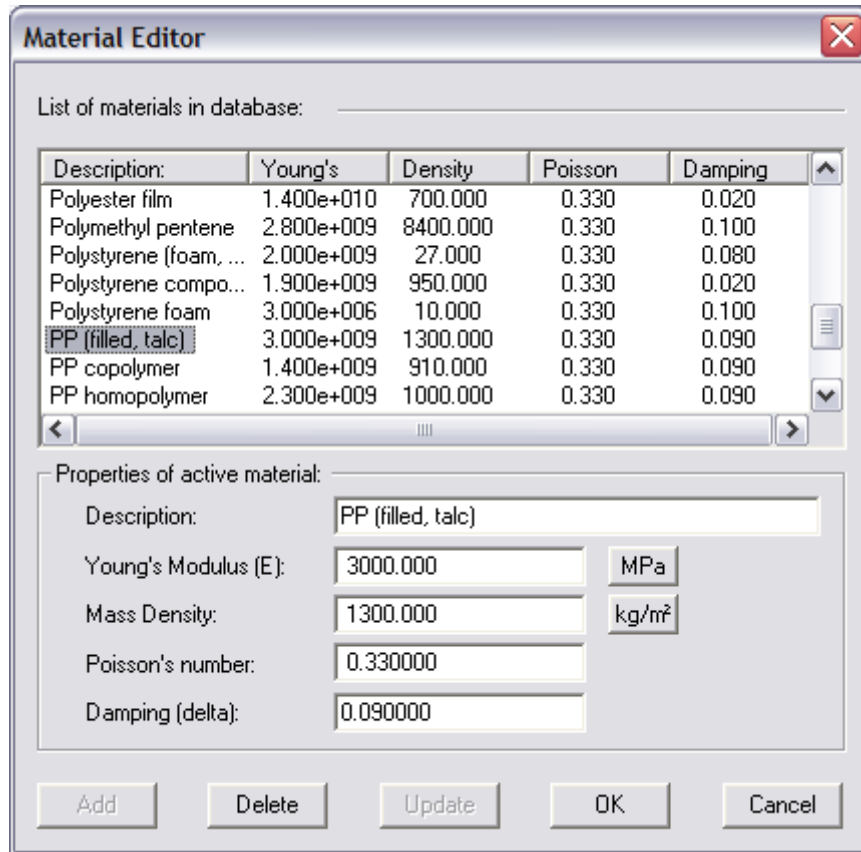 Material Editor
List of materials in database:
Description: Young's Density Poisson Damping
Polyester film 1.400e+010 700.000 0.330 0.020
Polymethyl pentene 2.800e+009 8400.000 0.330 0.100
Polystyrene (foam, ... 2.000e+009 27.000 0.330 0.080
Polystyrene compo... 1.900e+009 950.000 0.330 0.020
Polystyrene foam 3.000e+006 10.000 0.330 0.100
PP (filled, talc) 3.000e+009 1300.000 0.330 0.090
PP copolymer 1.400e+009 910.000 0.330 0.090
PP homopolymer 2.300e+009 1000.000 0.330 0.090
Properties of active material:
Description: PP (filled, talc)
Young's Modulus (E): 3000.000 MPa
Mass Density: 1300.000 kg/m²
Poisson's number: 0.330000
Damping (delta): 0.090000
Add Delete Update OK Cancel